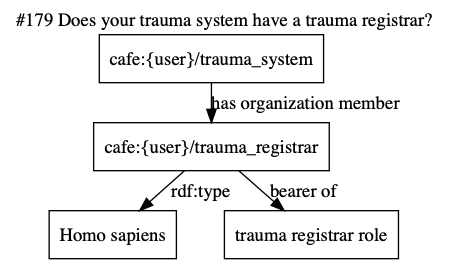 #179 Does your trauma system have a trauma registrar?
cafe:{user}/trauma_system
has organization member
cafe:{user}/trauma_registrar
rdf:type
bearer of
Homo sapiens
trauma registrar role